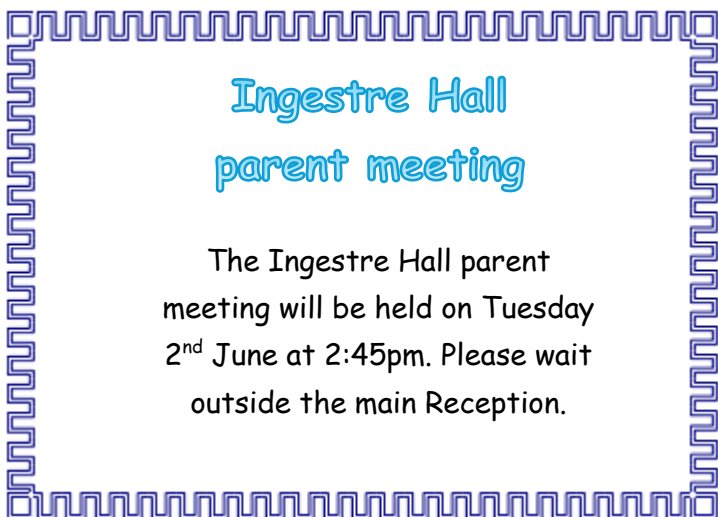 Ingestre Hall
parent meeting
The Ingestre Hall parent
meeting will be held on Tuesday
2nd June at 2:45pm. Please wait
outside the main Reception.